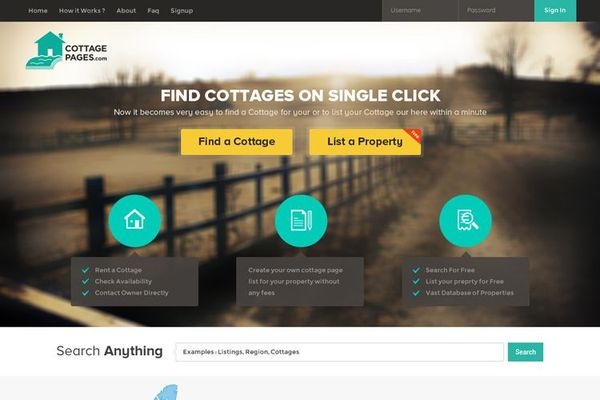 Home How it Works ? About Faq Signup Username Password Sign In
COTTAGE
PAGES.com
FIND COTTAGES ON SINGLE CLICK
Now it becomes very easy to find a Cottage for your or to list your Cottage our here within a minute
Find a Cottage List a Property Free
Rent a Cottage
Check Availability
Contact Owner Directly
Create your own cottage page
list for your property without
any fees
Search For Free
List your preprty for Free
Vast Database of Properties
Search Anything Examples : Listings, Region, Cottages Search